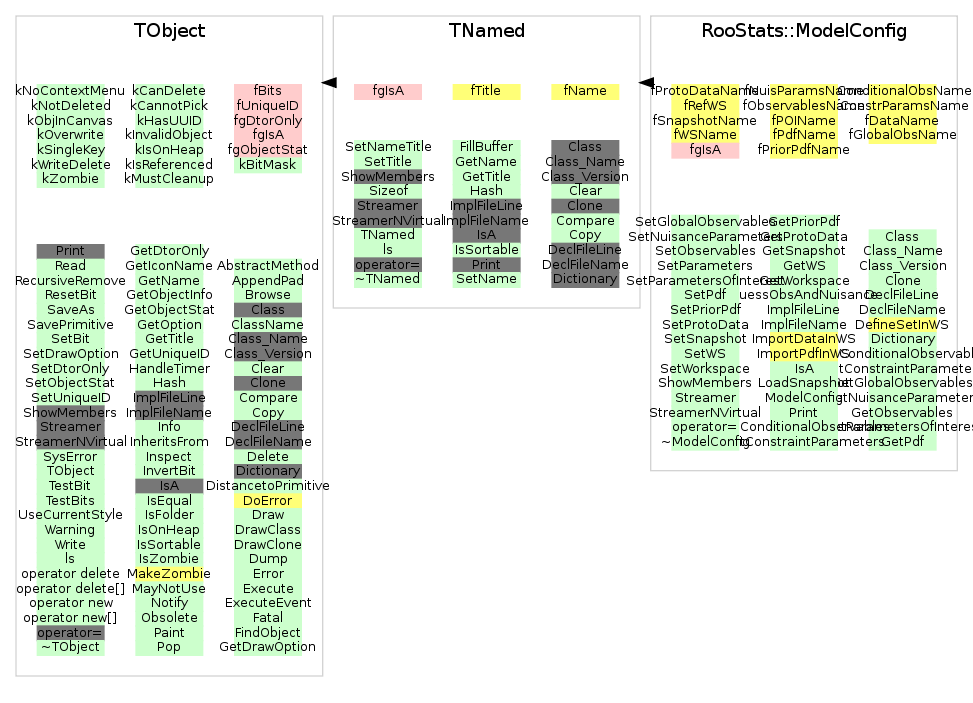 TObject
kNoContextMenu
kNotDeleted
kObjInCanvas
kOverwrite
kSingleKey
kWriteDelete
kZombie
kCanDelete
kCannotPick
kHasUUID
kInvalidObject
kIsOnHeap
kIsReferenced
kMustCleanup
fBits
fUniqueID
fgDtorOnly
fgIsA
fgObjectStat
kBitMask
Print
Read
RecursiveRemove
ResetBit
SaveAs
SavePrimitive
SetBit
SetDrawOption
SetDtorOnly
SetObjectStat
SetUniqueID
ShowMembers
Streamer
StreamerNVirtual
SysError
TObject
TestBit
TestBits
UseCurrentStyle
Warning
Write
ls
operator delete
operator delete[]
operator new
operator new[]
operator=
~TObject
GetDtorOnly
GetIconName
GetName
GetObjectInfo
GetObjectStat
GetOption
GetTitle
GetUniqueID
HandleTimer
Hash
ImplFileLine
ImplFileName
Info
InheritsFrom
Inspect
InvertBit
IsA
IsEqual
IsFolder
IsOnHeap
IsSortable
IsZombie
MakeZombie
MayNotUse
Notify
Obsolete
Paint
Pop
AbstractMethod
AppendPad
Browse
Class
ClassName
Class_Name
Class_Version
Clear
Clone
Compare
Copy
DeclFileLine
DeclFileName
Delete
Dictionary
DistancetoPrimitive
DoError
Draw
DrawClass
DrawClone
Dump
Error
Execute
ExecuteEvent
Fatal
FindObject
GetDrawOption
TNamed
fgIsA
fTitle
fName
SetNameTitle
SetTitle
ShowMembers
Sizeof
Streamer
StreamerNVirtual
TNamed
ls
operator=
~TNamed
FillBuffer
GetName
GetTitle
Hash
ImplFileLine
ImplFileName
IsA
IsSortable
Print
SetName
Class
Class_Name
Class_Version
Clear
Clone
Compare
Copy
DeclFileLine
DeclFileName
Dictionary
RooStats::ModelConfig
fProtoDataName
fRefWS
fSnapshotName
fWSName
fgIsA
fNuisParamsName
fObservablesName
fPOIName
fPdfName
fPriorPdfName
ConditionalObsName
ConstrParamsName
fDataName
fGlobalObsName
SetGlobalObservables
SetNuisanceParameters
SetObservables
SetParameters
SetParametersOfInterest
SetPdf
SetPriorPdf
SetProtoData
SetSnapshot
SetWS
SetWorkspace
ShowMembers
Streamer
StreamerNVirtual
operator=
~ModelConfig
SetPriorPdf
GetProtoData
GetSnapshot
GetWS
GetWorkspace
uessObsAndNuisance
ImplFileLine
ImplFileName
ImportDataInWS
ImportPdfInWS
IsA
LoadSnapshot
ModelConfig
Print
ConditionalObservables
tConstraintParameters
Class
Class_Name
Class_Version
Clone
DeclFileLine
DeclFileName
DefineSetInWS
Dictionary
ConditionalObservabl
tConstraintParamete
etGlobalObservables
tNuisanceParameter
GetObservables
tParametersOfInteres
GetPdf